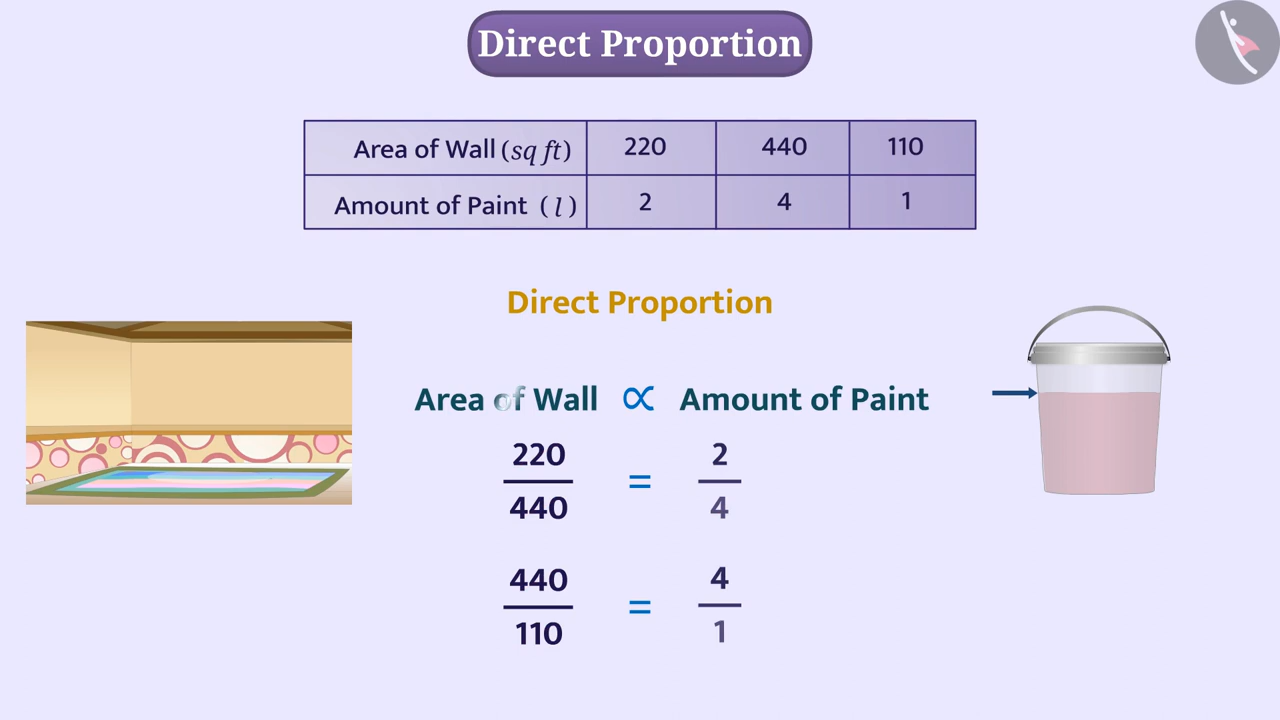 Direct Proportion
Area of Wall (sq ft) 220 440 110
Amount of Paint (l) 2 4 1
Direct Proportion
Area of Wall ∝ Amount of Paint
220 = 2
440 4
440 = 4
110 1